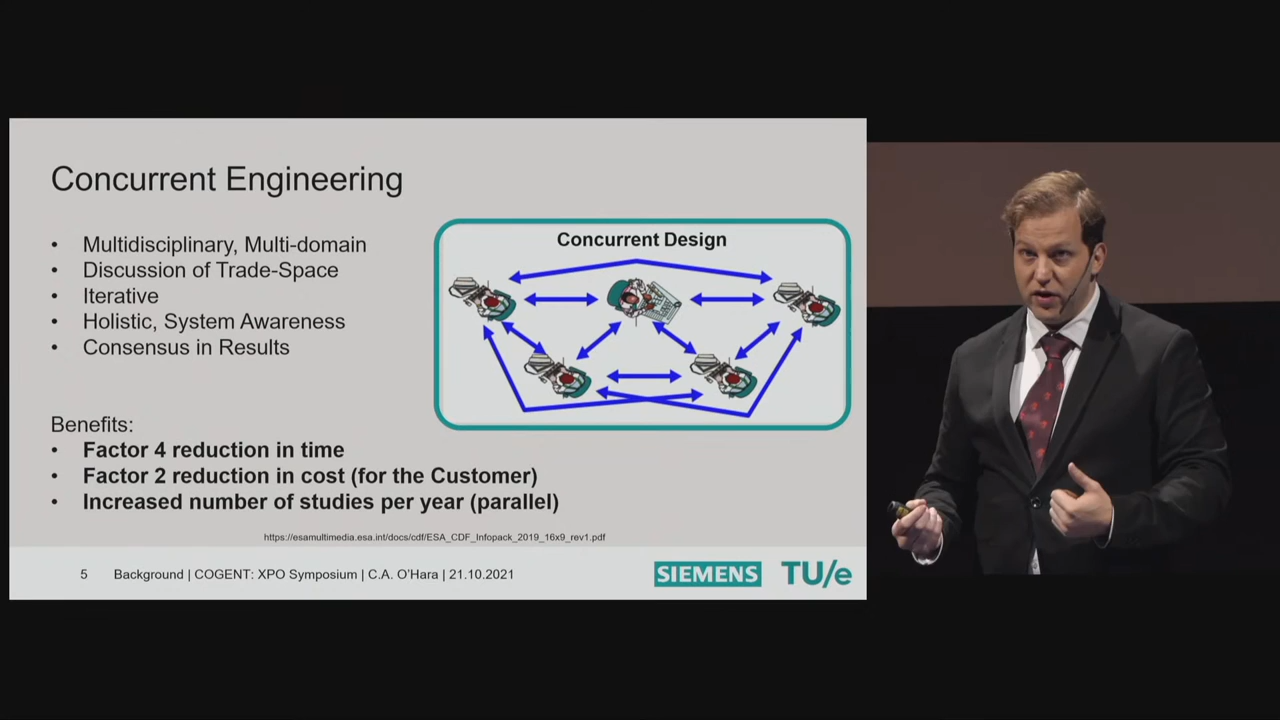 Concurrent Engineering
• Multidisciplinary, Multi-domain
• Discussion of Trade-Space
• Iterative
• Holistic, System Awareness
• Consensus in Results
Concurrent Design
Benefits:
• Factor 4 reduction in time
• Factor 2 reduction in cost (for the Customer)
• Increased number of studies per year (parallel)
https://esamultimedia.esa.int/docs/cdf/ESA_CDF_Infopack_2019_16x9_rev1.pdf
5 Background | COGENT: XPO Symposium | C.A. O'Hara | 21.10.2021
SIEMENS TU/e